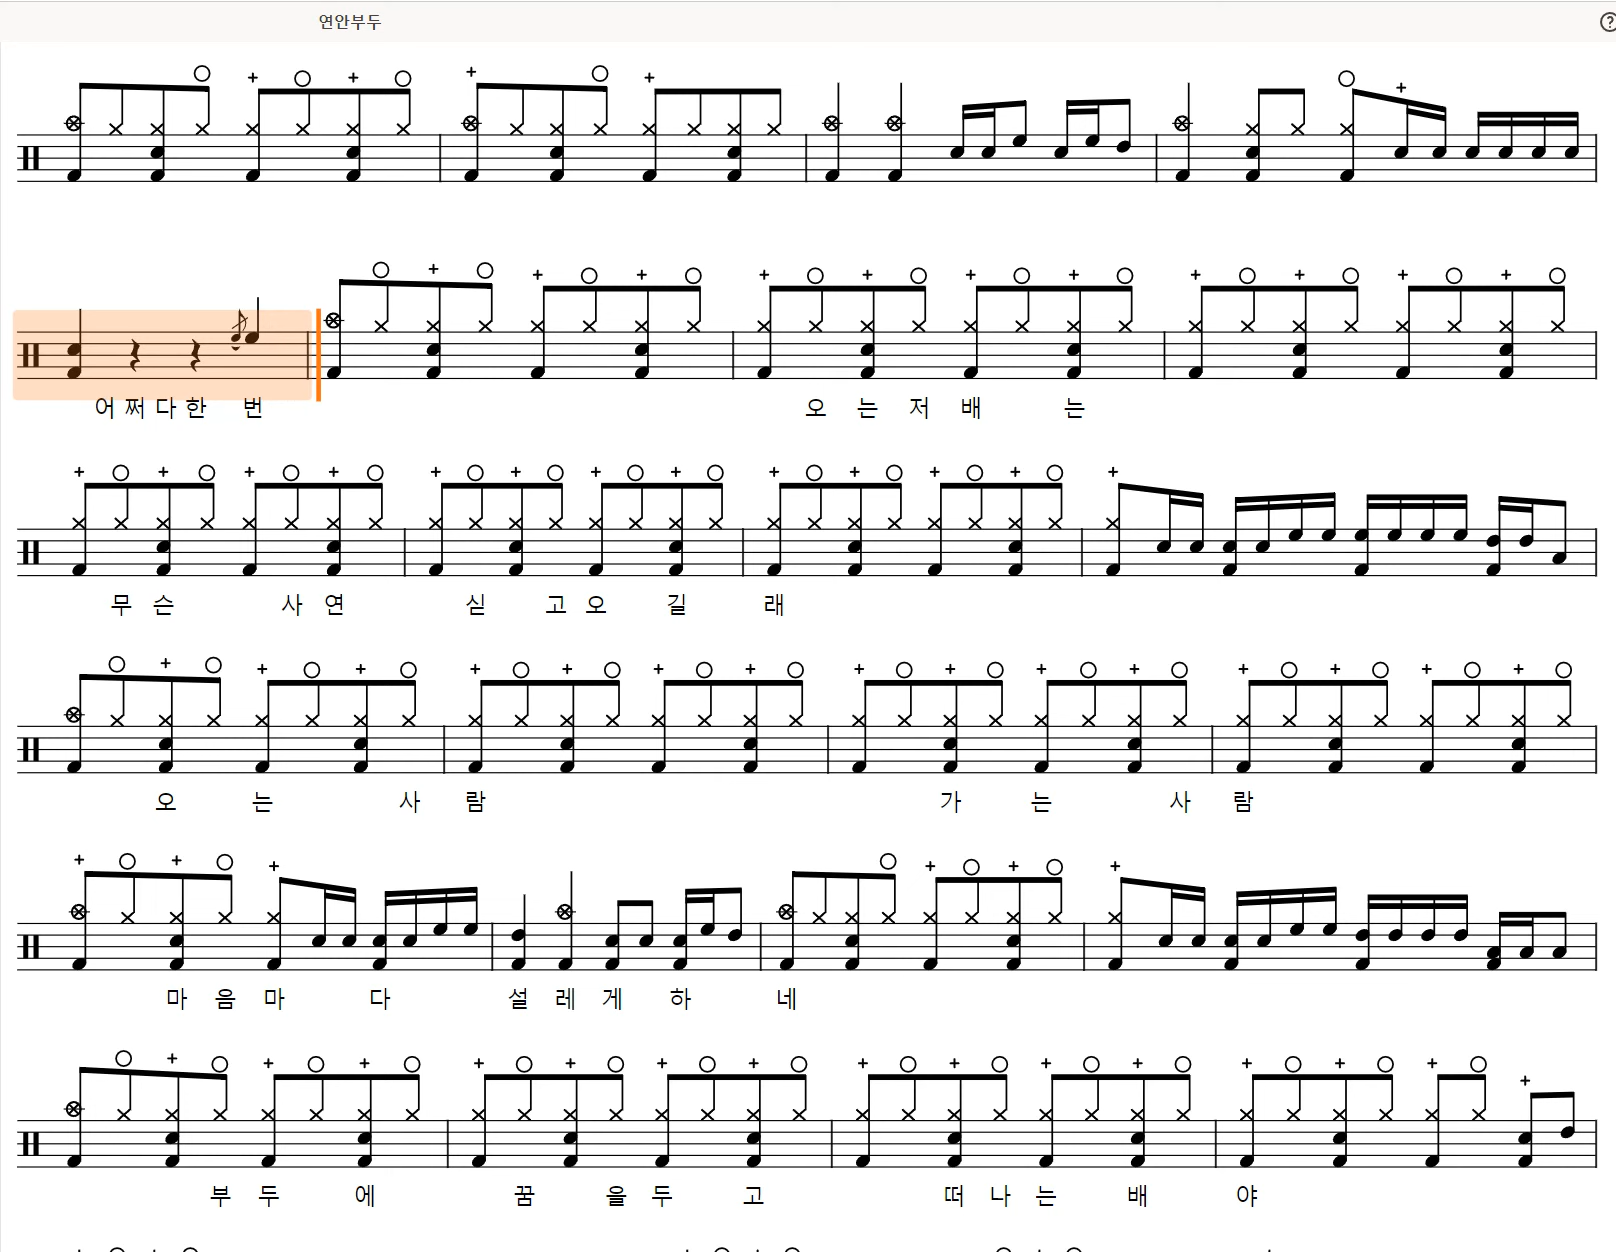 연안부두
어 쩌 다 한 번 오 는 저 배 는
무 슨 사 연 싣 고 오 길 래
오 는 사 람 가 는 사 람
마 음 마 다 설 레 게 하 네
부 두 에 꿈 을 두 고 떠 나 는 배 야